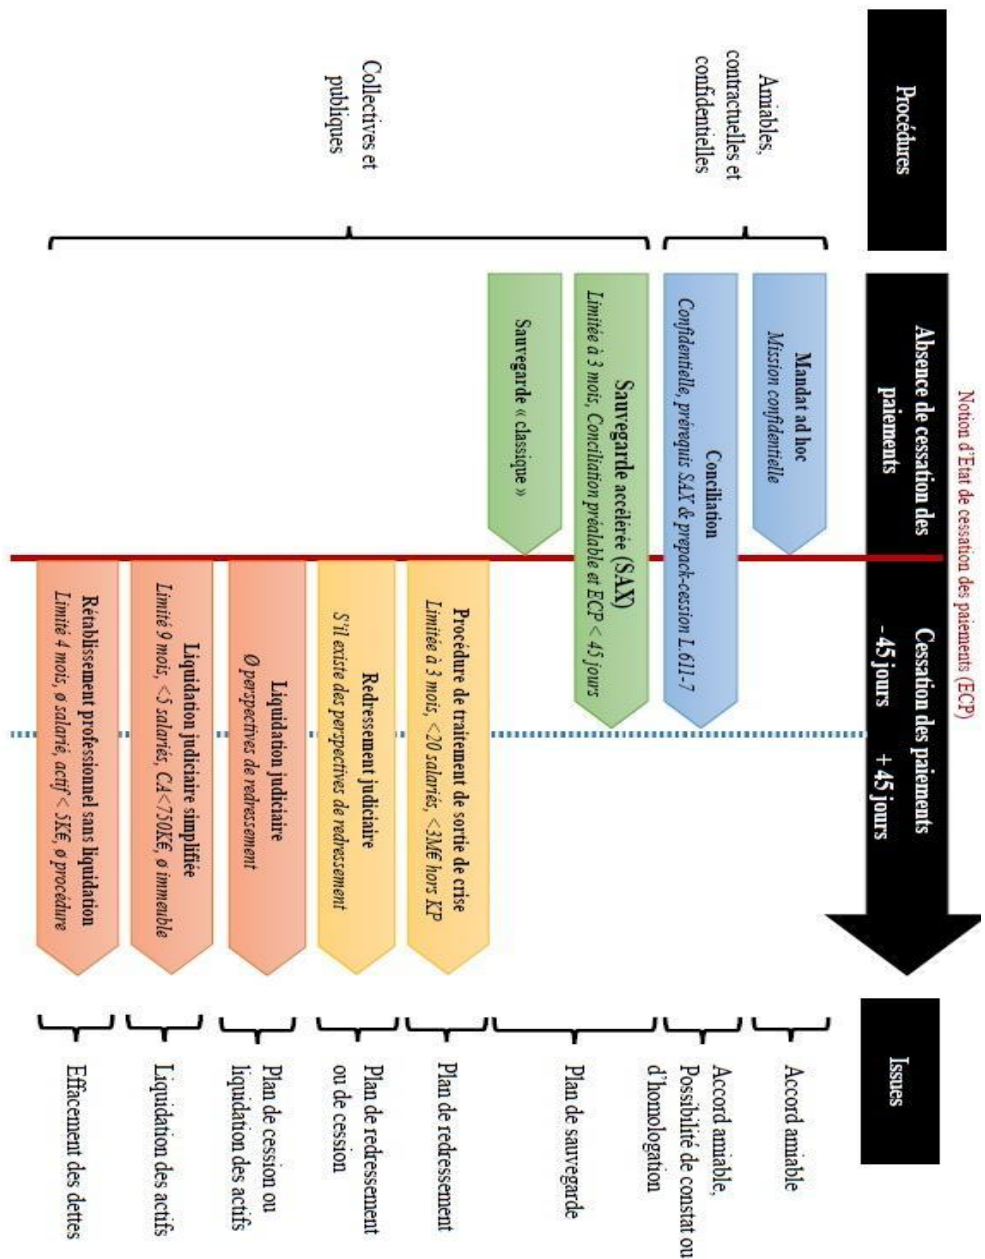 Notion d'Etat de cessation des paiements (ECP)
Procédures
Absence de cessation des
paiements
Cessation des paiements
- 45 jours
+ 45 jours
Issues
Amiables,
contractuelles et
confidentielles
Mandat ad hoc
Mission confidentielle
Accord amiable
Conciliation
Confidentielle, prérequis SAX & prepack-cession L.611-7
Accord amiable,
Possibilité de constat ou
d'homologation
Collectives et
publiques
Sauvegarde accélérée (SAX)
Limitée à 3 mois, Conciliation préalable et ECP < 45 jours
Sauvegarde « classique »
Plan de sauvegarde
Procédure de traitement de sortie de crise
Limitée à 3 mois, <20 salariés, <3M€ hors KP
Plan de redressement
Redressement judiciaire
S'il existe des perspectives de redressement
Plan de redressement
ou de cession
Liquidation judiciaire
Ø perspectives de redressement
Plan de cession ou
liquidation des actifs
Liquidation judiciaire simplifiée
Limité 9 mois, <5 salariés, CA<750K€, ø immeuble
Liquidation des actifs
Rétablissement professionnel sans liquidation
Limité 4 mois, ø salarié, actif < 5K€, ø procédure
Effacement des dettes